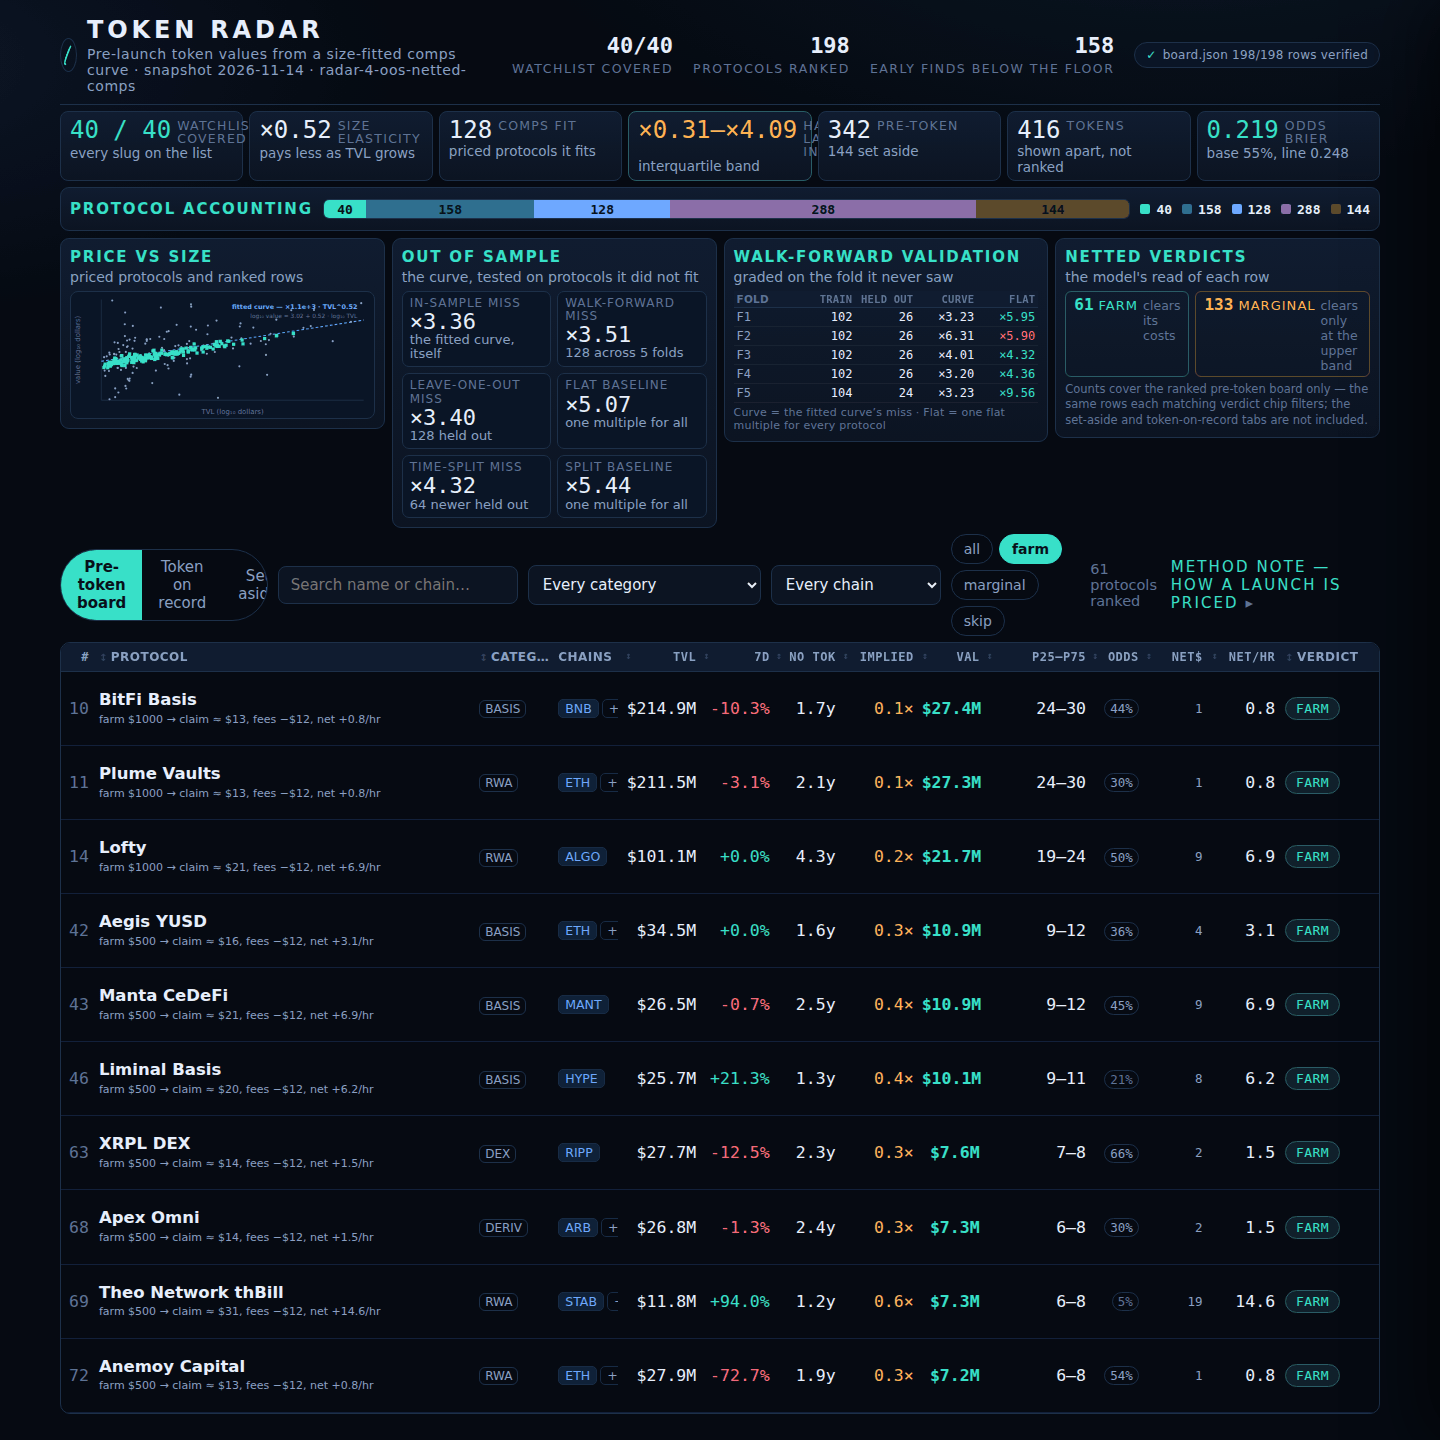 TOKEN RADAR
Pre-launch token values from a size-fitted comps
curve · snapshot 2026-11-14 · radar-4-oos-netted-
comps
40/40
WATCHLIST COVERED
198
PROTOCOLS RANKED
158
EARLY FINDS BELOW THE FLOOR
✓ board.json 198/198 rows verified
40 / 40 WATCHLIS
COVERED
every slug on the list
×0.52 SIZE
ELASTICITY
pays less as TVL grows
128 COMPS FIT
priced protocols it fits
×0.31—×4.09
interquartile band
342 PRE-TOKEN
144 set aside
416 TOKENS
shown apart, not
ranked
0.219 ODDS
BRIER
base 55%, line 0.248
PROTOCOL ACCOUNTING
40 158 128 288 144
40 158 128 288 144
PRICE VS SIZE
priced protocols and ranked rows
fitted curve — ×1.1e+3 · TVL^0.52
log₁₀ value = 3.02 + 0.52 · log₁₀ TVL
value (log₁₀ dollars)
TVL (log₁₀ dollars)
OUT OF SAMPLE
the curve, tested on protocols it did not fit
IN-SAMPLE MISS
×3.36
the fitted curve,
itself
WALK-FORWARD
MISS
×3.51
128 across 5 folds
LEAVE-ONE-OUT
MISS
×3.40
128 held out
FLAT BASELINE
×5.07
one multiple for all
TIME-SPLIT MISS
×4.32
64 newer held out
SPLIT BASELINE
×5.44
one multiple for all
WALK-FORWARD VALIDATION
graded on the fold it never saw
FOLD TRAIN HELD OUT CURVE FLAT
F1 102 26 ×3.23 ×5.95
F2 102 26 ×6.31 ×5.90
F3 102 26 ×4.01 ×4.32
F4 102 26 ×3.20 ×4.36
F5 104 24 ×3.23 ×9.56
Curve = the fitted curve's miss · Flat = one flat
multiple for every protocol
NETTED VERDICTS
the model's read of each row
61 FARM clears
its
costs
133 MARGINAL clears
only
at the
upper
band
Counts cover the ranked pre-token board only — the
same rows each matching verdict chip filters; the
set-aside and token-on-record tabs are not included.
Pre-
token
board
Token
on
record
Se
asid
Search name or chain…
Every category
Every chain
all farm
marginal
skip
61
protocols
ranked
METHOD NOTE —
HOW A LAUNCH IS
PRICED ▸
# PROTOCOL CATEG… CHAINS TVL 7D NO TOK IMPLIED VAL P25–P75 ODDS NET$ NET/HR VERDICT
10 BitFi Basis BASIS BNB + $214.9M -10.3% 1.7y 0.1× $27.4M 24–30 44% 1 0.8 FARM
farm $1000 → claim ≈ $13, fees −$12, net +0.8/hr
11 Plume Vaults RWA ETH + $211.5M -3.1% 2.1y 0.1× $27.3M 24–30 30% 1 0.8 FARM
farm $1000 → claim ≈ $13, fees −$12, net +0.8/hr
14 Lofty RWA ALGO $101.1M +0.0% 4.3y 0.2× $21.7M 19–24 50% 9 6.9 FARM
farm $1000 → claim ≈ $21, fees −$12, net +6.9/hr
42 Aegis YUSD BASIS ETH + $34.5M +0.0% 1.6y 0.3× $10.9M 9–12 36% 4 3.1 FARM
farm $500 → claim ≈ $16, fees −$12, net +3.1/hr
43 Manta CeDeFi BASIS MANT $26.5M -0.7% 2.5y 0.4× $10.9M 9–12 45% 9 6.9 FARM
farm $500 → claim ≈ $21, fees −$12, net +6.9/hr
46 Liminal Basis BASIS HYPE $25.7M +21.3% 1.3y 0.4× $10.1M 9–11 21% 8 6.2 FARM
farm $500 → claim ≈ $20, fees −$12, net +6.2/hr
63 XRPL DEX DEX RIPP $27.7M -12.5% 2.3y 0.3× $7.6M 7–8 66% 2 1.5 FARM
farm $500 → claim ≈ $14, fees −$12, net +1.5/hr
68 Apex Omni DERIV ARB + $26.8M -1.3% 2.4y 0.3× $7.3M 6–8 30% 2 1.5 FARM
farm $500 → claim ≈ $14, fees −$12, net +1.5/hr
69 Theo Network thBill RWA STAB $11.8M +94.0% 1.2y 0.6× $7.3M 6–8 5% 19 14.6 FARM
farm $500 → claim ≈ $31, fees −$12, net +14.6/hr
72 Anemoy Capital RWA ETH + $27.9M -72.7% 1.9y 0.3× $7.2M 6–8 54% 1 0.8 FARM
farm $500 → claim ≈ $13, fees −$12, net +0.8/hr